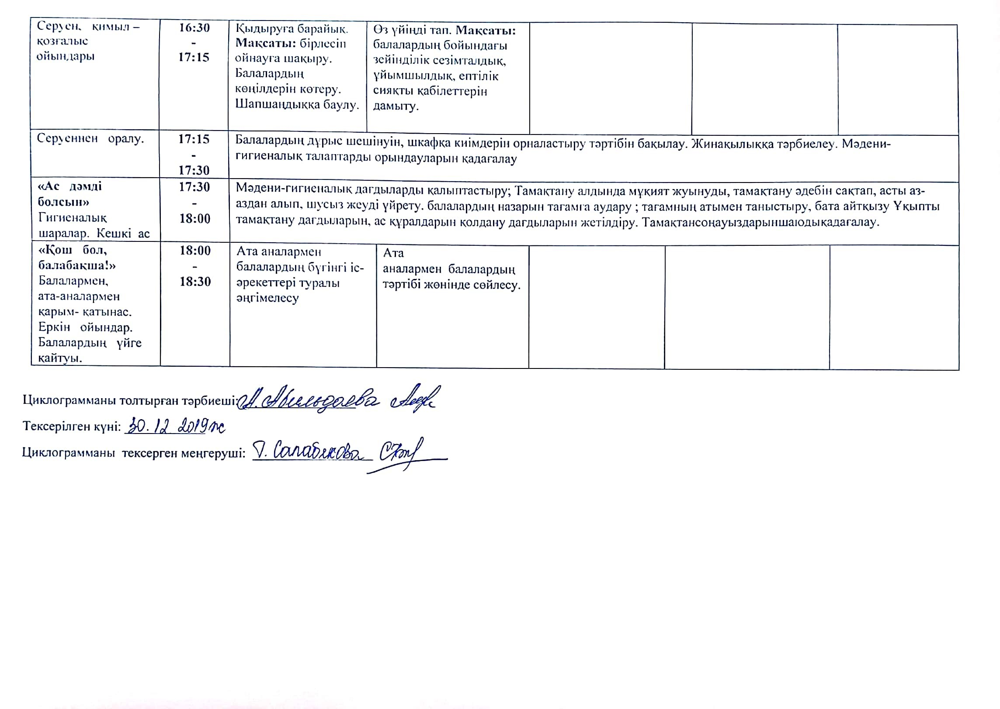 Серуен, қимыл –
қозғалыс
ойындары
16:30
-
17:15
Қыдыруға барайық.
Мақсаты: бірлесіп
ойнауға шақыру.
Балалардың
көңілдерін көтеру.
Шапшаңдыққа баулу.
Өз үйіңді тап. Мақсаты:
балалардың бойындағы
зейінділік сезімталдық,
ұйымшылдық, ептілік
сияқты қабілеттерін
дамыту.
Серуеннен оралу.
17:15
-
17:30
Балалардың дұрыс шешінуін, шкафқа киімдерін орналастыру тәртібін бақылау. Жинақылыққа тәрбиелеу. Мәдени-
гигиеналық талаптарды орындауларын қадағалау
«Ас дәмді
болсын»
Гигиеналық
шаралар. Кешкі ас
17:30
-
18:00
Мәдени-гигиеналық дағдыларды қалыптастыру; Тамақтану алдында мұқият жуынуды, тамақтану әдебін сақтап, асты аз-
аздан алып, шусыз жеуді үйрету. балалардың назарын тағамға аудару ; тағамның атымен таныстыру, бата айтқызу Ұқыпты
тамақтану дағдыларын, ас құралдарын қолдану дағдыларын жетілдіру. Тамақтансоңауыздарыншаюдықадағалау.
«Қош бол,
балабақша!»
Балалармен,
ата-аналармен
қарым- қатынас.
Еркін ойындар.
Балалардың үйге
қайтуы.
18:00
-
18:30
Ата аналармен
балалардың бүгінгі іс-
әрекеттері туралы
әңгімелесу
Ата
аналармен балалардың
тәртібі жөнінде сөйлесу.
Циклограмманы толтырған тәрбиеші: А. Абильдаева
Тексерілген күні: 30.12 2019ж
Циклограмманы тексерген меңгеруші: Г. Салабекова